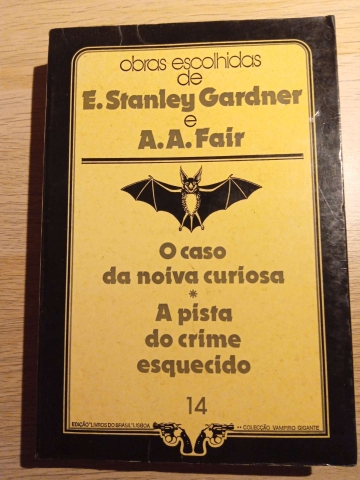 obras escolhidas
de
E. Stanley Gardner
e
A. A. Fair
O caso
da noiva curiosa
*
A pista
do crime
esquecido
14
EDIÇÃO "LIVROS DO BRASIL" LISBOA
** COLECÇÃO VAMPIRO GIGANTE